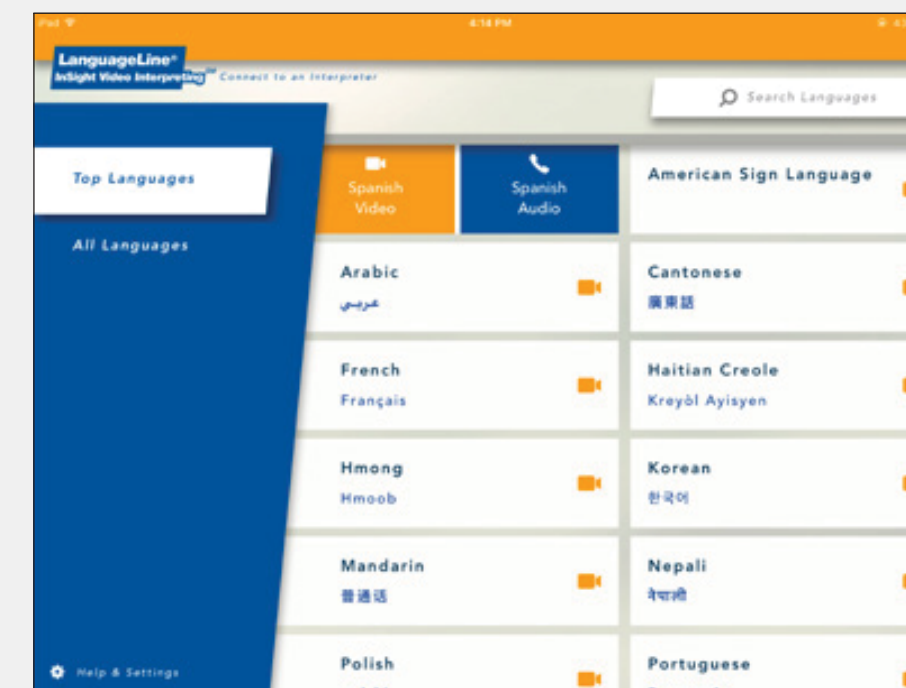 iPad
4:14 PM
LanguageLine®
InSight Video Interpreting℠ Connect to an Interpreter
Search Languages
Top Languages
All Languages
Spanish
Video
Spanish
Audio
American Sign Language
Arabic
عربي
Cantonese
廣東話
French
Français
Haitian Creole
Kreyòl Ayisyen
Hmong
Hmoob
Korean
한국어
Mandarin
普通话
Nepali
नेपाली
Polish
Portuguese
Help & Settings